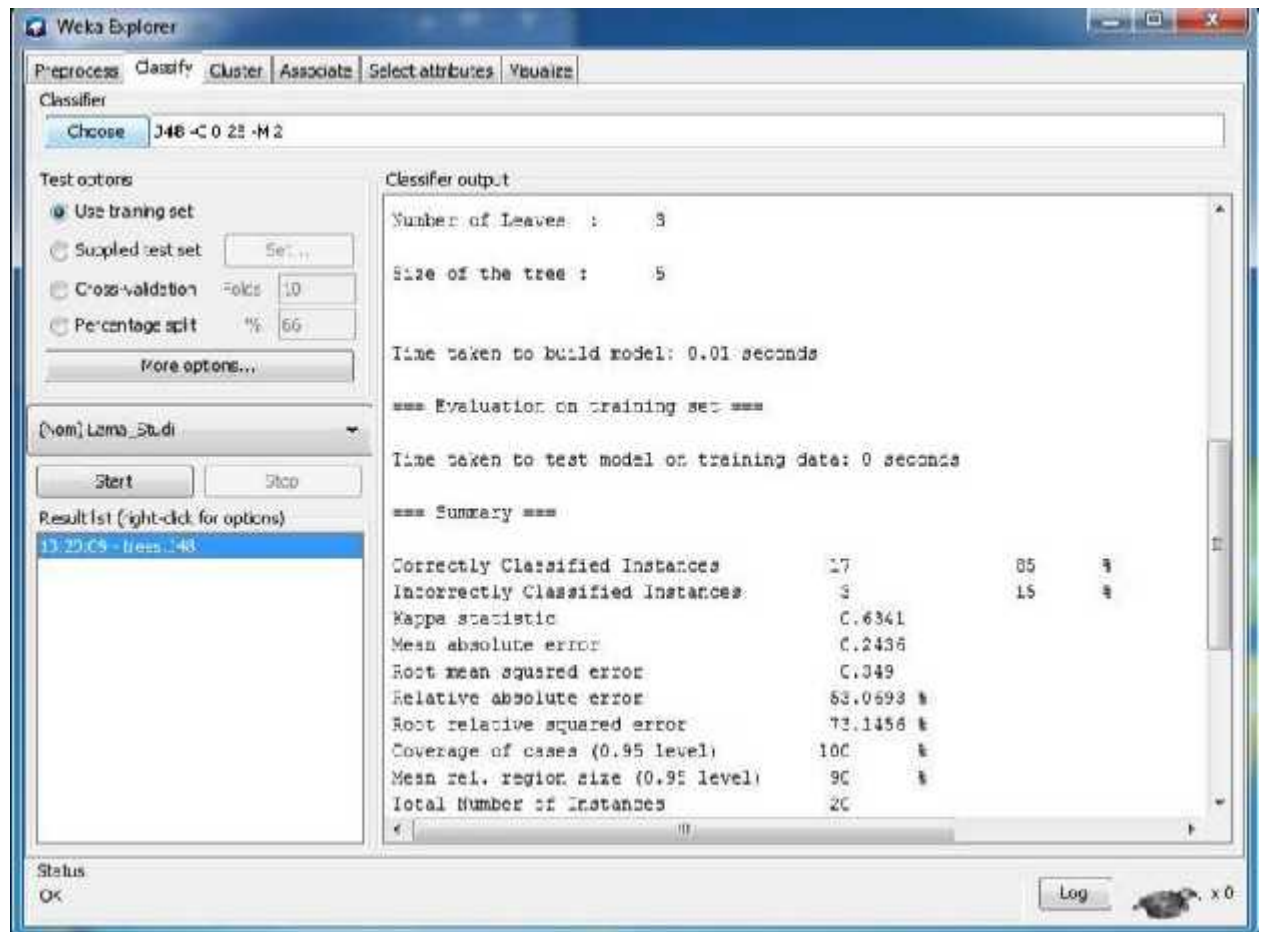 Weka Explorer
Preprocess Classify Cluster Associate Select attributes Visualize
Classifier
Choose J48 -C 0.25 -M 2
Test options
Use training set
Supplied test set Set...
Cross-validation Folds 10
Percentage split % 66
More options...
(Nom) Lama_Studi
Start Stop
Result list (right-click for options)
trees.J48
Classifier output
Number of Leaves : 3
Size of the tree : 5
Time taken to build model: 0.01 seconds
=== Evaluation on training set ===
Time taken to test model on training data: 0 seconds
=== Summary ===
Correctly Classified Instances 17 85 %
Incorrectly Classified Instances 3 15 %
Kappa statistic 0.6341
Mean absolute error 0.2436
Root mean squared error 0.349
Relative absolute error %
Root relative squared error 73.1456 %
Coverage of cases (0.95 level) 100 %
Mean rel. region size (0.95 level) 90 %
Total Number of Instances 20
Status
OK
Log x 0